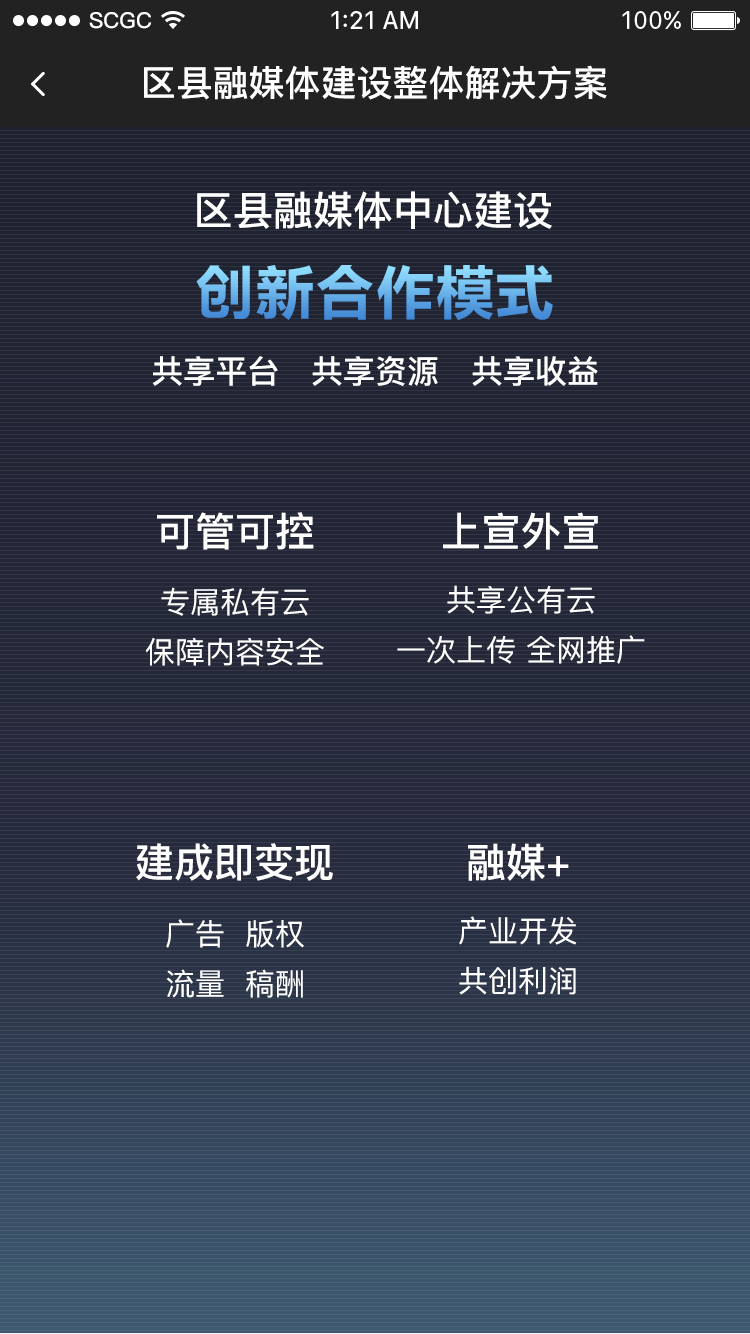 SCGC 1:21 AM 100%
区县融媒体建设整体解决方案
区县融媒体中心建设
创新合作模式
共享平台 共享资源 共享收益
可管可控
专属私有云
保障内容安全
上宣外宣
共享公有云
一次上传 全网推广
建成即变现
广告 版权
流量 稿酬
融媒+
产业开发
共创利润